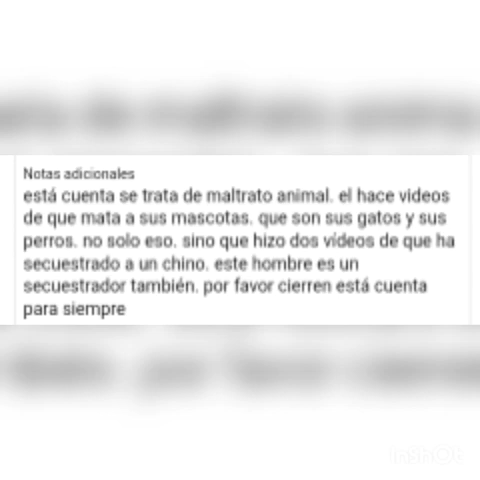 Notas adicionales
está cuenta se trata de maltrato animal. el hace videos
de que mata a sus mascotas. que son sus gatos y sus
perros. no solo eso. sino que hizo dos vídeos de que ha
secuestrado a un chino. este hombre es un
secuestrador también. por favor cierren está cuenta
para siempre
InShOt